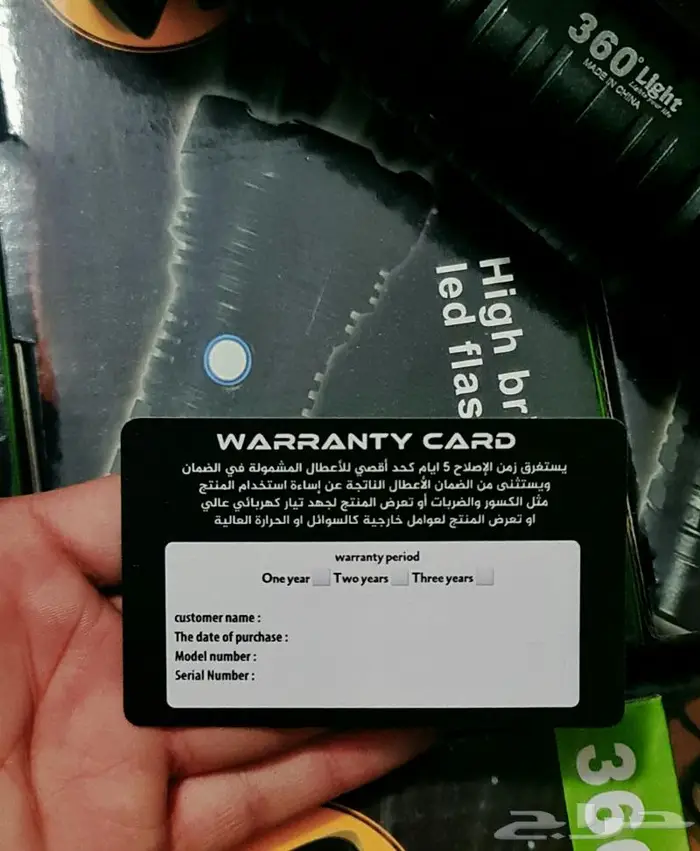 360° Light
Lights your life
MADE IN CHINA
High br
led flas
WARRANTY CARD
يستغرق زمن الإصلاح 5 ايام كحد أقصي للأعطال المشمولة في الضمان
ويستثنى من الضمان الأعطال الناتجة عن إساءة استخدام المنتج
مثل الكسور والضربات أو تعرض المنتج لجهد تيار كهربائي عالي
او تعرض المنتج لعوامل خارجية كالسوائل او الحرارة العالية
warranty period
One year Two years Three years
customer name :
The date of purchase :
Model number :
Serial Number :
360
حراج